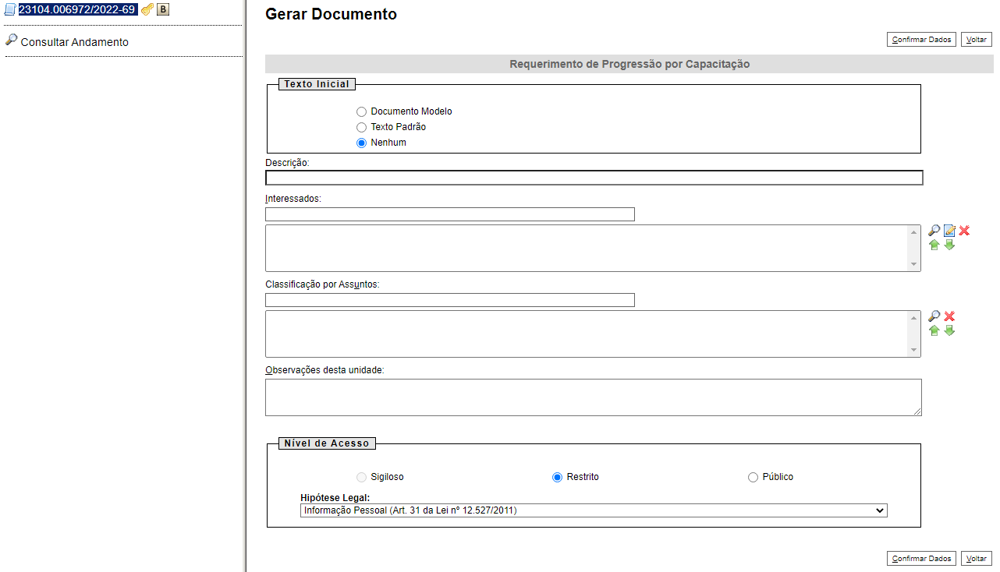 23104.006972/2022-69 B
Consultar Andamento
Gerar Documento
Confirmar Dados Voltar
Requerimento de Progressão por Capacitação
Texto Inicial
Documento Modelo
Texto Padrão
Nenhum
Descrição:
Interessados:
Classificação por Assuntos:
Observações desta unidade:
Nível de Acesso
Sigiloso Restrito Público
Hipótese Legal:
Informação Pessoal (Art. 31 da Lei nº 12.527/2011)
Confirmar Dados Voltar